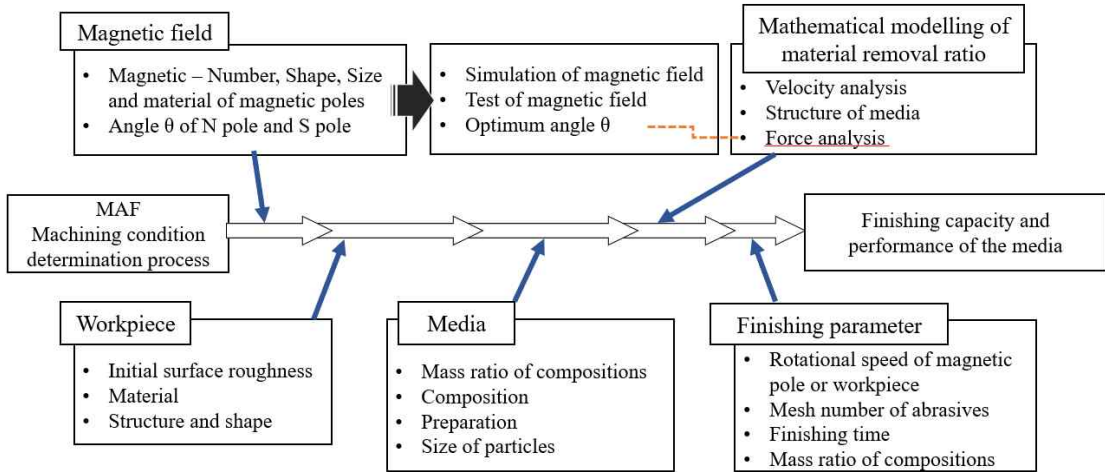 Magnetic field
• Magnetic – Number, Shape, Size
and material of magnetic poles
• Angle θ of N pole and S pole
• Simulation of magnetic field
• Test of magnetic field
• Optimum angle θ
Mathematical modelling of
material removal ratio
• Velocity analysis
• Structure of media
• Force analysis
MAF
Machining condition
determination process
Finishing capacity and
performance of the media
Workpiece
• Initial surface roughness
• Material
• Structure and shape
Media
• Mass ratio of compositions
• Composition
• Preparation
• Size of particles
Finishing parameter
• Rotational speed of magnetic
pole or workpiece
• Mesh number of abrasives
• Finishing time
• Mass ratio of compositions